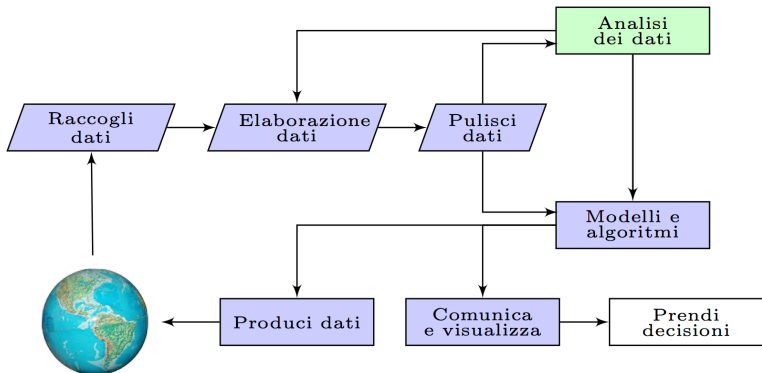 Analisi
dei dati
Raccogli
dati
Elaborazione
dati
Pulisci
dati
Modelli e
algoritmi
Produci dati
Comunica
e visualizza
Prendi
decisioni